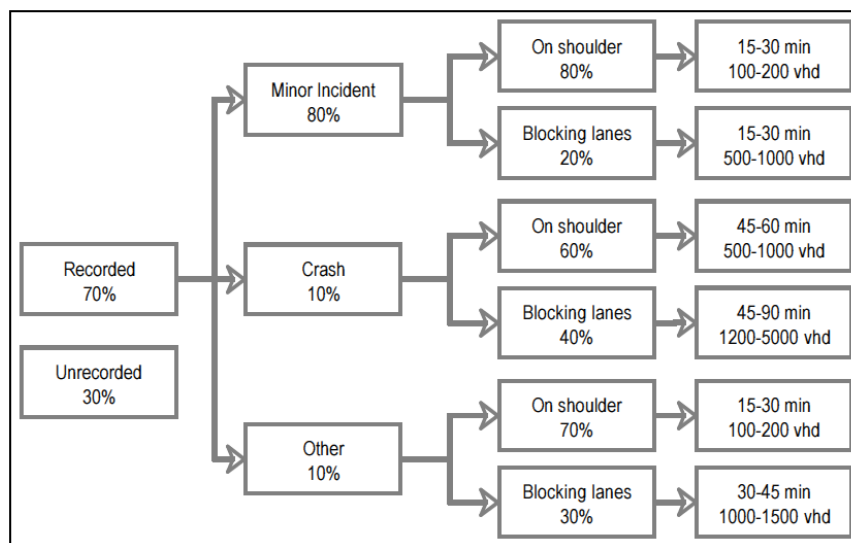 Recorded
70%
Unrecorded
30%
Minor Incident
80%
Crash
10%
Other
10%
On shoulder
80%
Blocking lanes
20%
On shoulder
60%
Blocking lanes
40%
On shoulder
70%
Blocking lanes
30%
15-30 min
100-200 vhd
15-30 min
500-1000 vhd
45-60 min
500-1000 vhd
45-90 min
1200-5000 vhd
15-30 min
100-200 vhd
30-45 min
1000-1500 vhd